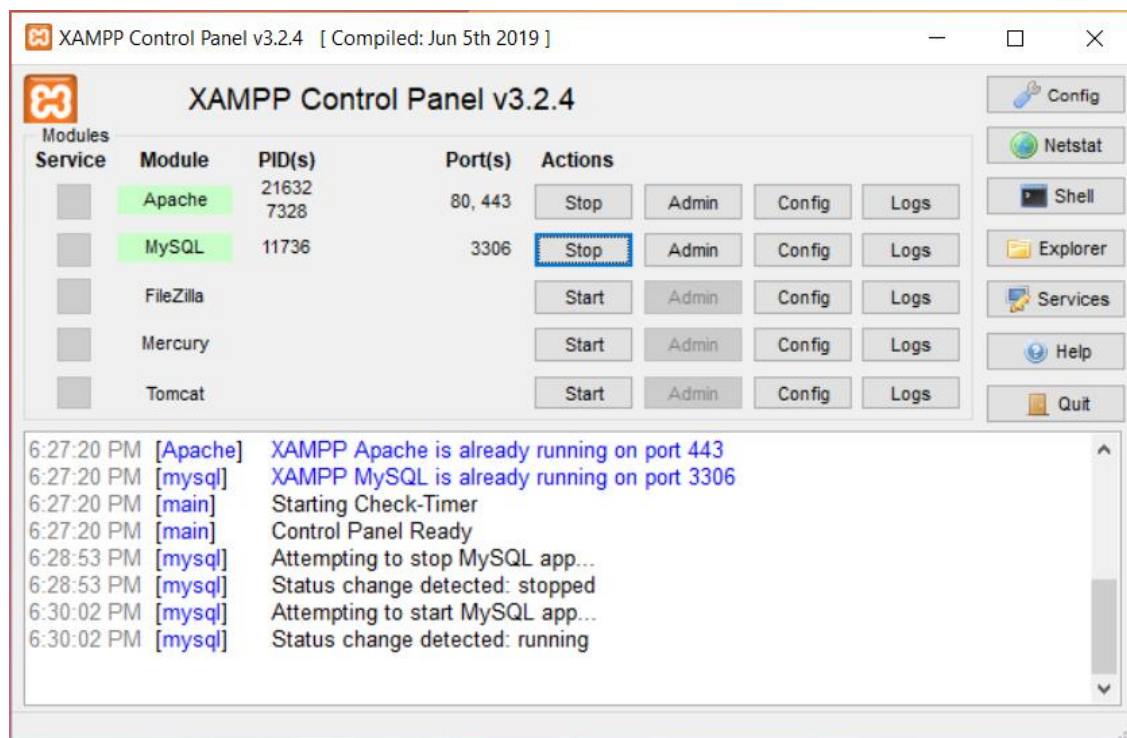 XAMPP Control Panel v3.2.4 [ Compiled: Jun 5th 2019 ]
XAMPP Control Panel v3.2.4
Config
Modules
Netstat
Service Module PID(s) Port(s) Actions
Apache 21632 7328 80, 443 Stop Admin Config Logs
Shell
MySQL 11736 3306 Stop Admin Config Logs
Explorer
FileZilla Start Admin Config Logs
Services
Mercury Start Admin Config Logs
Help
Tomcat Start Admin Config Logs
Quit
6:27:20 PM [Apache] XAMPP Apache is already running on port 443
6:27:20 PM [mysql] XAMPP MySQL is already running on port 3306
6:27:20 PM [main] Starting Check-Timer
6:27:20 PM [main] Control Panel Ready
6:28:53 PM [mysql] Attempting to stop MySQL app...
6:28:53 PM [mysql] Status change detected: stopped
6:30:02 PM [mysql] Attempting to start MySQL app...
6:30:02 PM [mysql] Status change detected: running